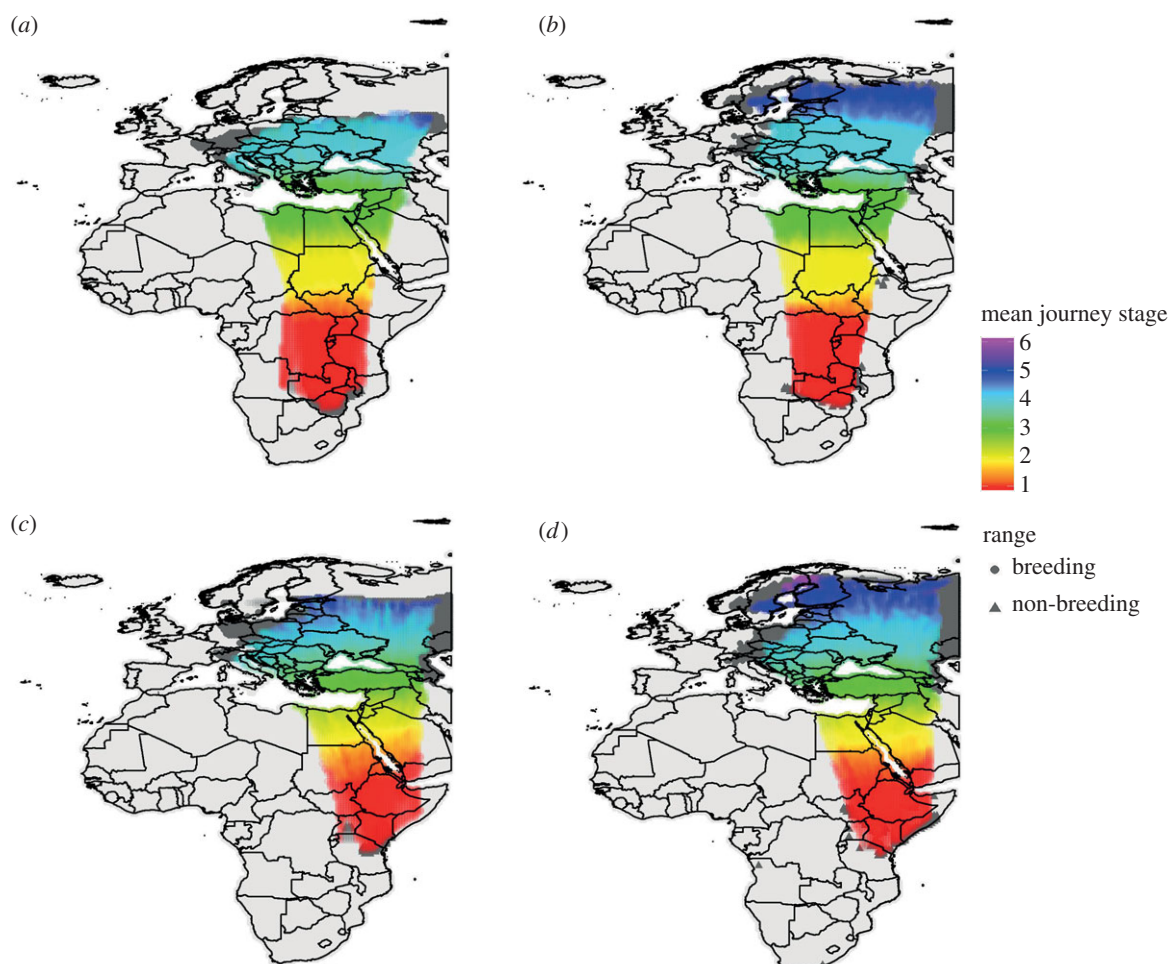 (a)
(b)
mean journey stage
6
5
4
3
2
1
(c)
(d)
range
breeding
non-breeding